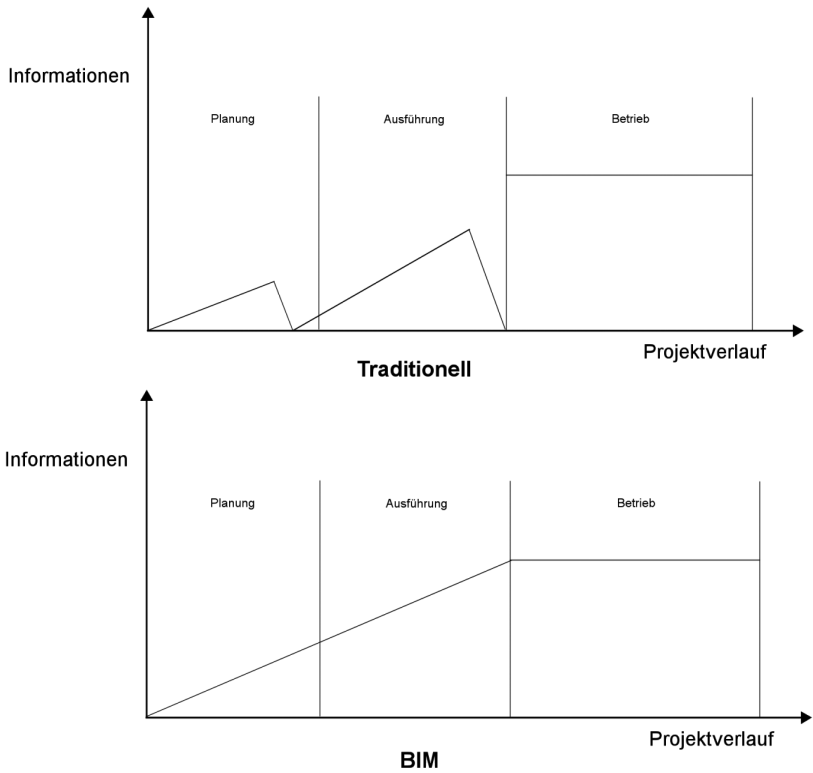 Informationen
Planung Ausführung Betrieb
Projektverlauf
Traditionell
Informationen
Planung Ausführung Betrieb
Projektverlauf
BIM